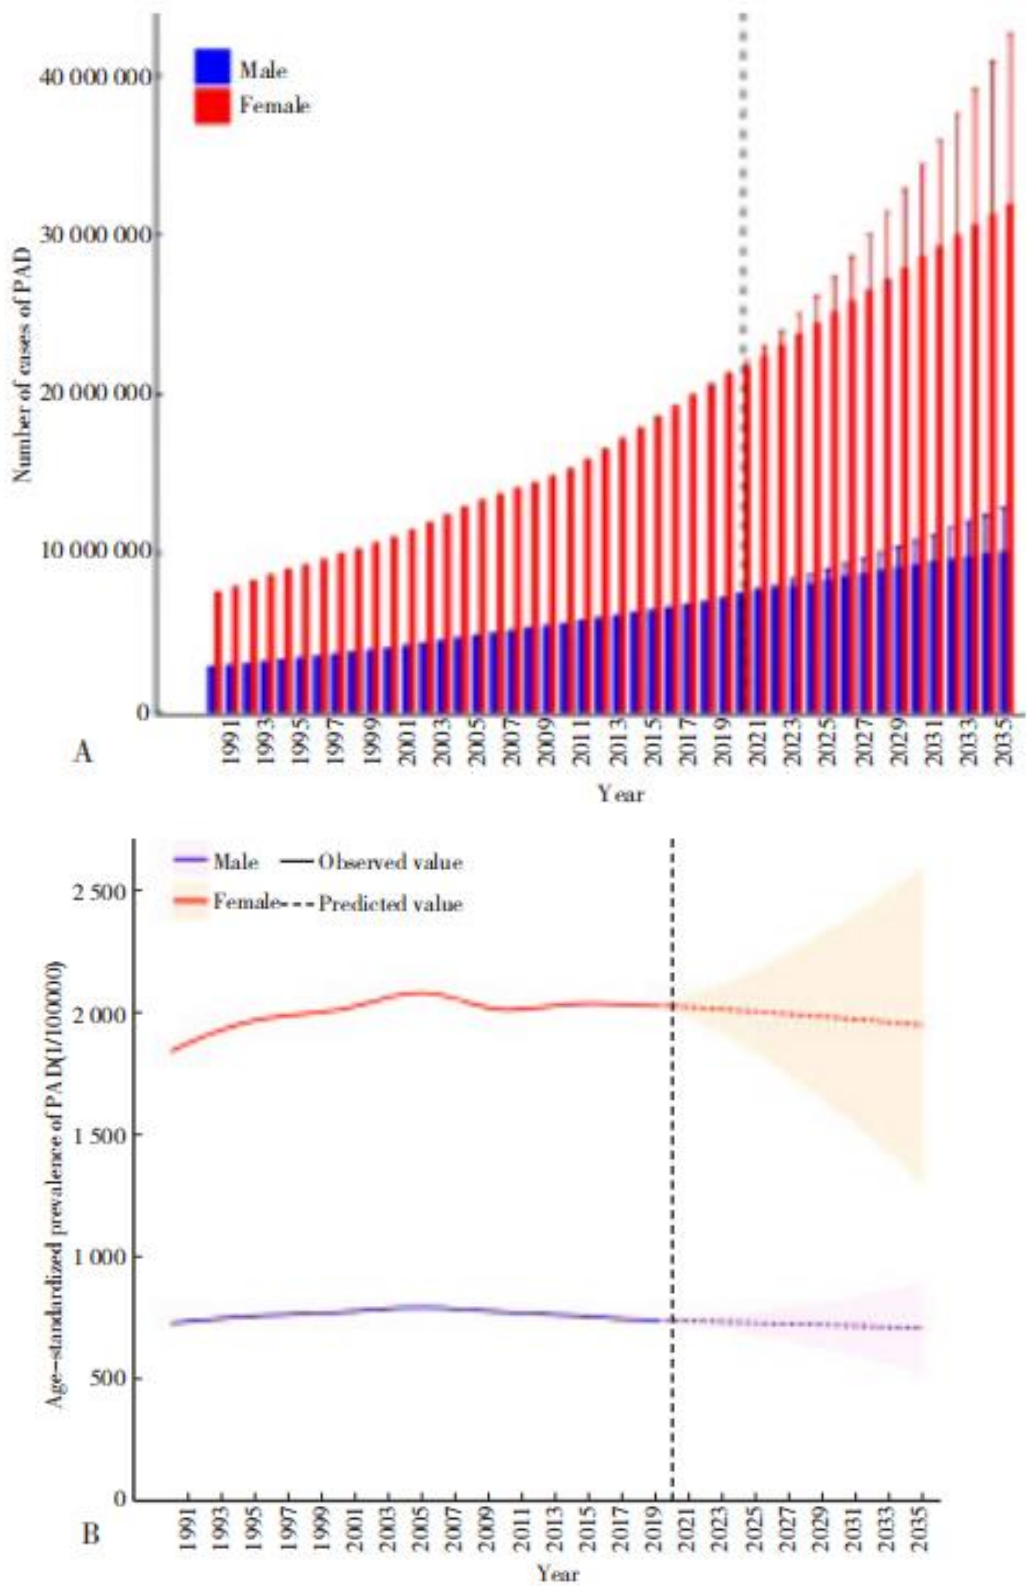 40 000 000
30 000 000
20 000 000
10 000 000
0
Number of cases of PAD
Male
Female
1991 1993 1995 1997 1999 2001 2003 2005 2007 2009 2011 2013 2015 2017 2019 2021 2023 2025 2027 2029 2031 2033 2035
A
Year
Male Observed value
Female Predicted value
2 500
2 000
1 500
1 000
500
0
Age-standardized prevalence of PAD(1/100000)
1991 1993 1995 1997 1999 2001 2003 2005 2007 2009 2011 2013 2015 2017 2019 2021 2023 2025 2027 2029 2031 2033 2035
B
Year